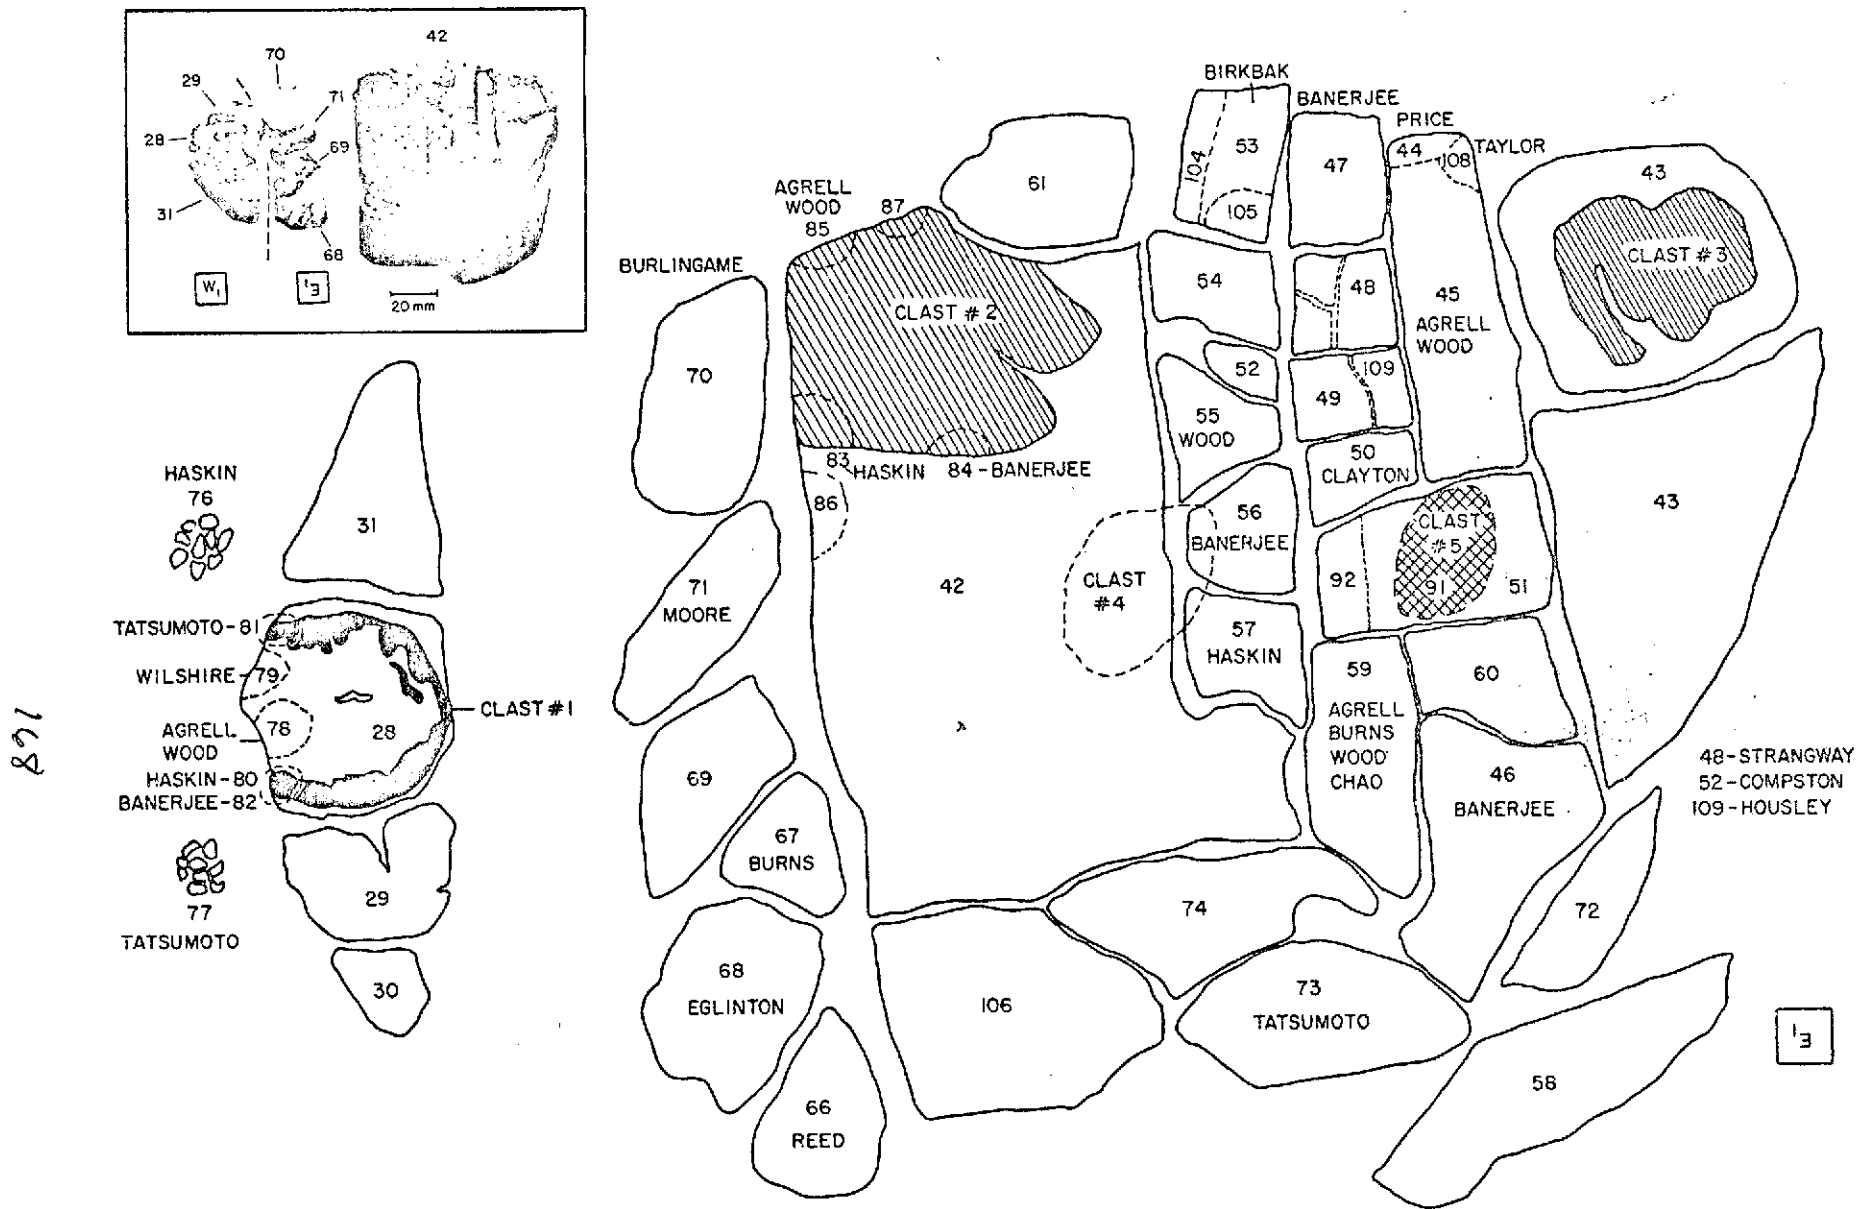 42
70
29
71
28
69
31
68
W1
20 mm
BIRKBAK
BANERJEE
PRICE
TAYLOR
104
53
105
47
44
108
43
CLAST #3
61
AGRELL
WOOD
85
87
BURLINGAME
70
CLAST #2
54
48
45
AGRELL
WOOD
52
49
109
55
WOOD
50
CLAYTON
83
HASKIN
84-BANERJEE
86
HASKIN
76
31
56
BANERJEE
CLAST
#5
91
92
51
43
71
MOORE
42
CLAST
#4
57
HASKIN
59
AGRELL
BURNS
WOOD
CHAO
60
TATSUMOTO-81
WILSHIRE-79
AGRELL
WOOD
78
28
CLAST #1
HASKIN-80
BANERJEE-82
69
67
BURNS
46
BANERJEE
48-STRANGWAY
52-COMPSTON
109-HOUSLEY
168
77
TATSUMOTO
29
30
74
72
68
EGLINTON
106
73
TATSUMOTO
66
REED
58